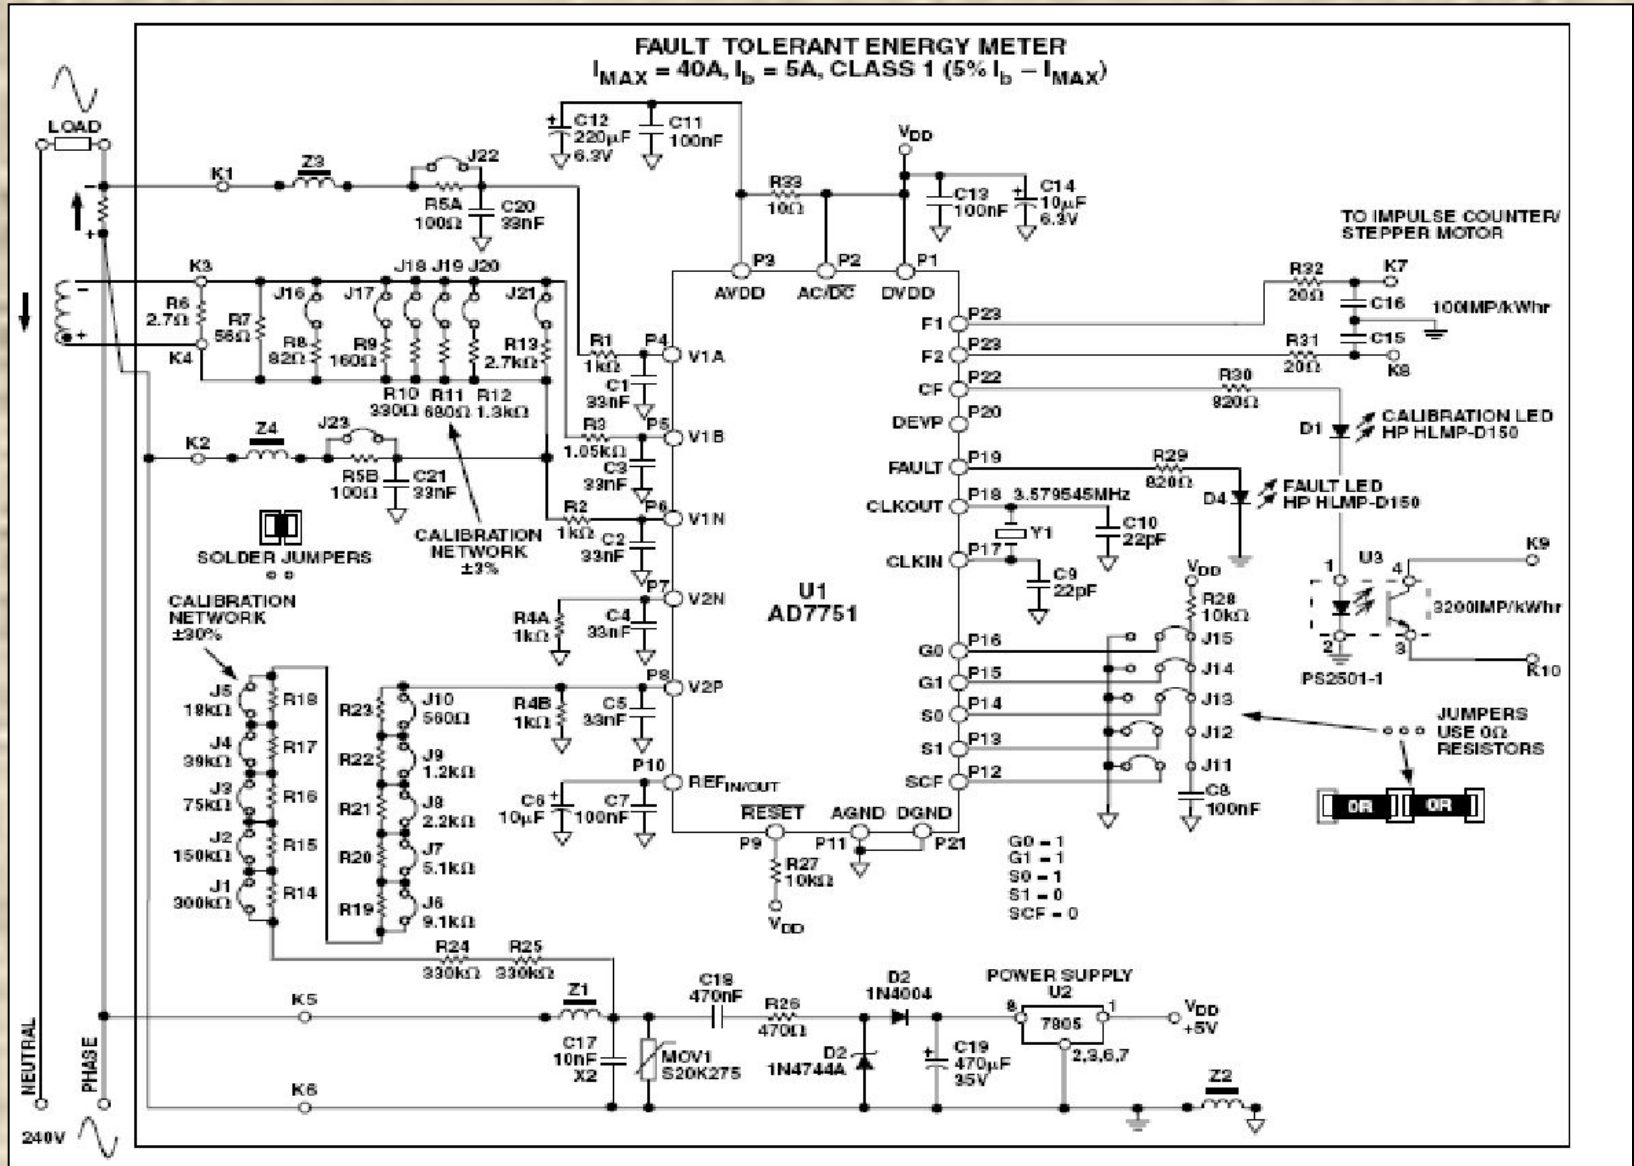 FAULT TOLERANT ENERGY METER
IMAX = 40A, Ib = 5A, CLASS 1 (5% Ib – IMAX)
LOAD
K1
Z3
J22
R5A
100Ω
C20
33nF
C12
220μF
6.3V
C11
100nF
VDD
R33
10Ω
C13
100nF
C14
10μF
6.3V
TO IMPULSE COUNTER/
STEPPER MOTOR
K3
R6
2.7Ω
K4
R7
56Ω
J16
R8
82Ω
J17
R9
160Ω
J18
J19
J20
R10
330Ω
R11
680Ω
R12
1.3kΩ
J21
R13
2.7kΩ
P3
P2
P1
AVDD
AC/DC
DVDD
R1
1kΩ
P4
V1A
C1
33nF
R3
1.05kΩ
P5
V1B
C3
33nF
R2
1kΩ
P6
V1N
C2
33nF
K2
Z4
J23
R5B
100Ω
C21
33nF
CALIBRATION
NETWORK
±3%
SOLDER JUMPERS
CALIBRATION
NETWORK
±30%
R4A
1kΩ
P7
V2N
C4
33nF
R4B
1kΩ
P8
V2P
C5
33nF
U1
AD7751
P10
REFIN/OUT
C6
10μF
C7
100nF
RESET
AGND
DGND
P9
P11
P21
R27
10kΩ
VDD
F1
P23
F2
P23
CF
P22
DEVP
P20
FAULT
P19
CLKOUT
P18
3.579545MHz
CLKIN
P17
Y1
C10
22pF
C9
22pF
G0
P16
G1
P15
S0
P14
S1
P13
SCF
P12
R32
20Ω
K7
C16
100IMP/kWhr
C15
R31
20Ω
K8
R30
820Ω
D1
CALIBRATION LED
HP HLMP-D150
R29
820Ω
D4
FAULT LED
HP HLMP-D150
VDD
R28
10kΩ
J15
J14
J13
J12
J11
C8
100nF
1
U3
4
K9
3200IMP/kWhr
2
3
K10
PS2501-1
JUMPERS
USE 0Ω
RESISTORS
0R
0R
G0 = 1
G1 = 1
S0 = 1
S1 = 0
SCF = 0
J5
18kΩ
R18
J4
39kΩ
R17
J3
75kΩ
R16
J2
150kΩ
R15
J1
300kΩ
R14
R23
J10
560Ω
R22
J9
1.2kΩ
R21
J8
2.2kΩ
R20
J7
5.1kΩ
R19
J6
9.1kΩ
R24
330kΩ
R25
330kΩ
K5
Z1
C17
10nF
X2
MOV1
S20K275
C18
470nF
R26
470Ω
D2
1N4004
D2
1N4744A
C19
470μF
35V
POWER SUPPLY
U2
8
7805
1
2,3,6,7
VDD
+5V
K6
Z2
NEUTRAL
PHASE
240V